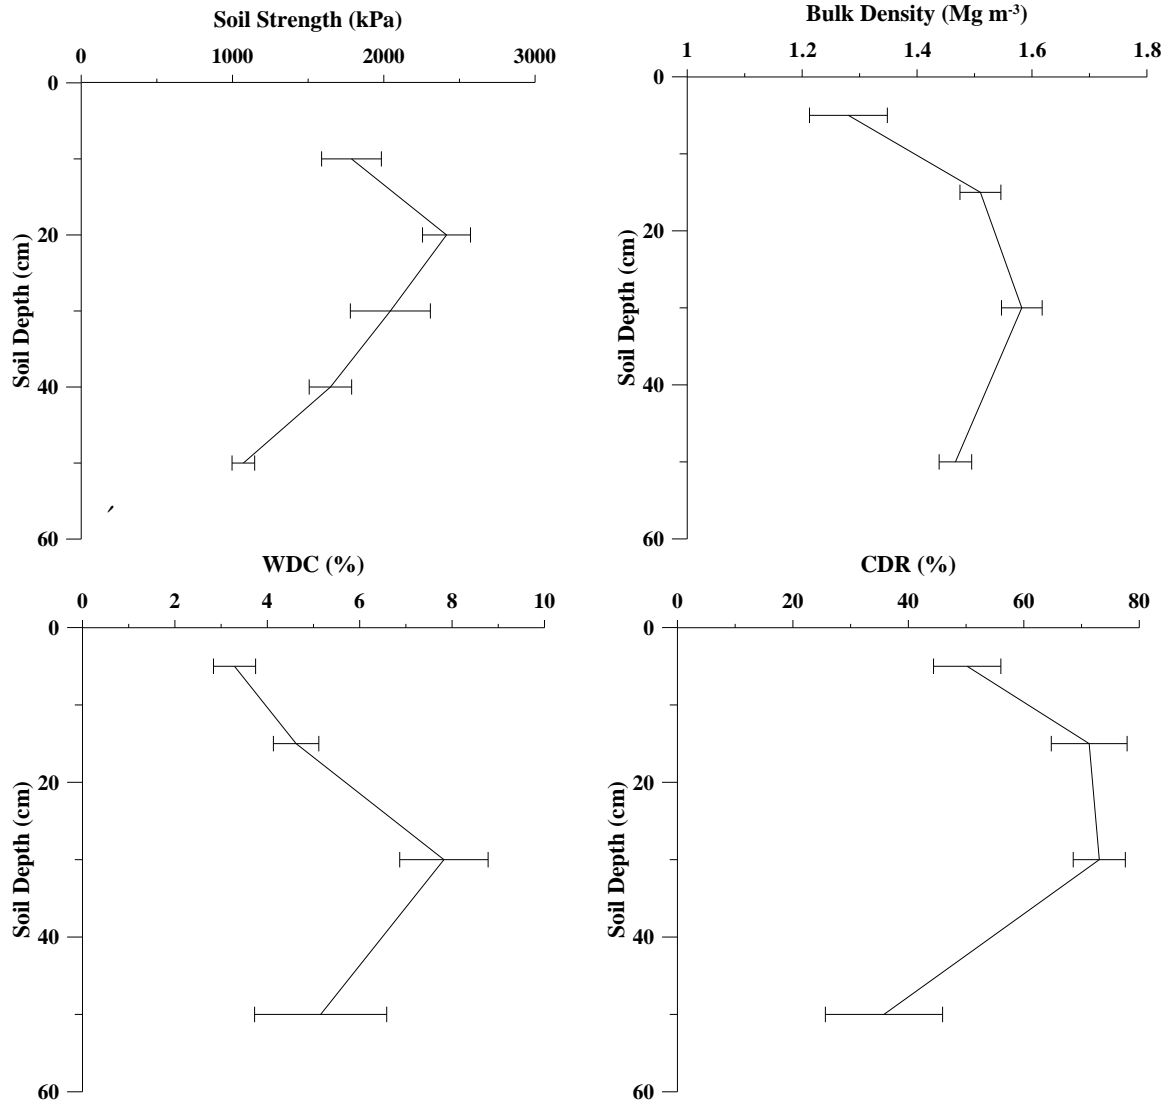 Soil Strength (kPa)
0 1000 2000 3000
0
20
40
60
Soil Depth (cm)
Bulk Density (Mg m-3)
1 1.2 1.4 1.6 1.8
0
20
40
60
Soil Depth (cm)
WDC (%)
0 2 4 6 8 10
0
20
40
60
Soil Depth (cm)
CDR (%)
0 20 40 60 80
0
20
40
60
Soil Depth (cm)